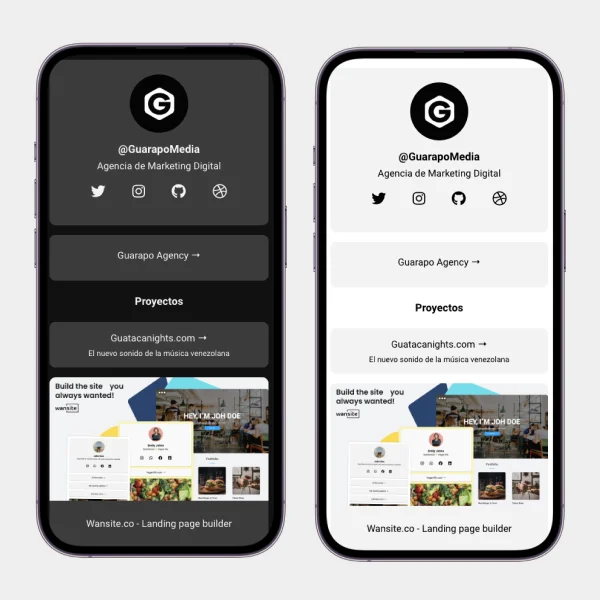 G
@GuarapoMedia
Agencia de Marketing Digital
Guarapo Agency →
Proyectos
Guatacanights.com →
El nuevo sonido de la música venezolana
Build the site you
always wanted!
wansite
HEY, I'M JOH DOE
Portfolio
Wansite.co - Landing page builder
G
@GuarapoMedia
Agencia de Marketing Digital
Guarapo Agency →
Proyectos
Guatacanights.com →
El nuevo sonido de la música venezolana
Build the site you
always wanted!
wansite
HEY, I'M JOH DOE
Portfolio
Wansite.co - Landing page builder